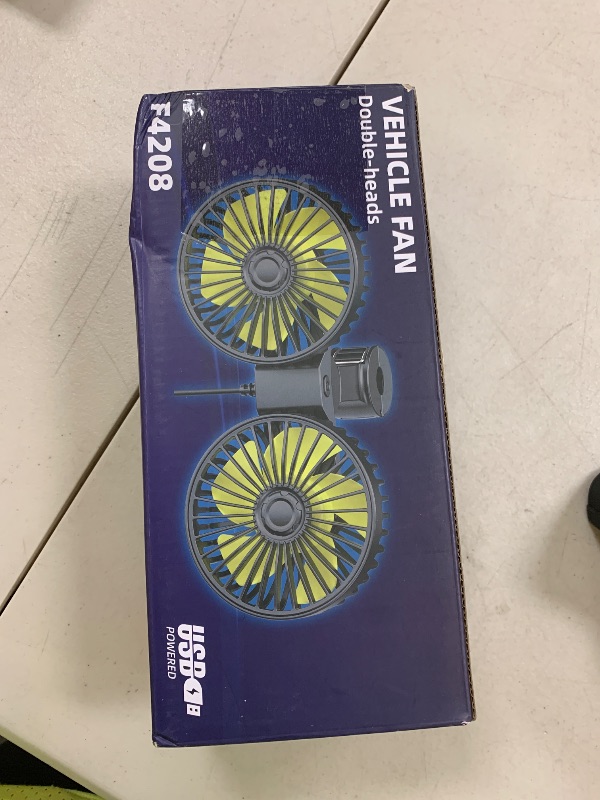 VEHICLE FAN
Double-heads
F4208
USB
POWERED